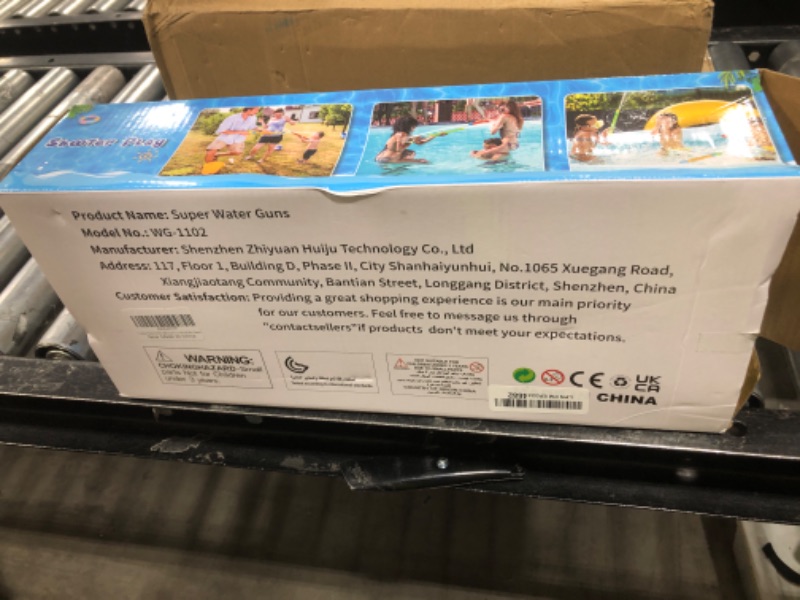 Product Name: Super Water Guns
Model No.: WG-1102
Manufacturer: Shenzhen Zhiyuan Huiju Technology Co., Ltd
Address: 117, Floor 1, Building D, Phase II, City Shanhaiyunhui, No.1065 Xuegang Road,
Xiangjiaotang Community, Bantian Street, Longgang District, Shenzhen, China
Customer Satisfaction: Providing a great shopping experience is our main priority
for our customers. Feel free to message us through
"contactsellers"if products don't meet your expectations.
WARNING:
CHOKINGHAZARD-Small
parts Not for Children
under 3 years.
CE
UK
CA
CHINA